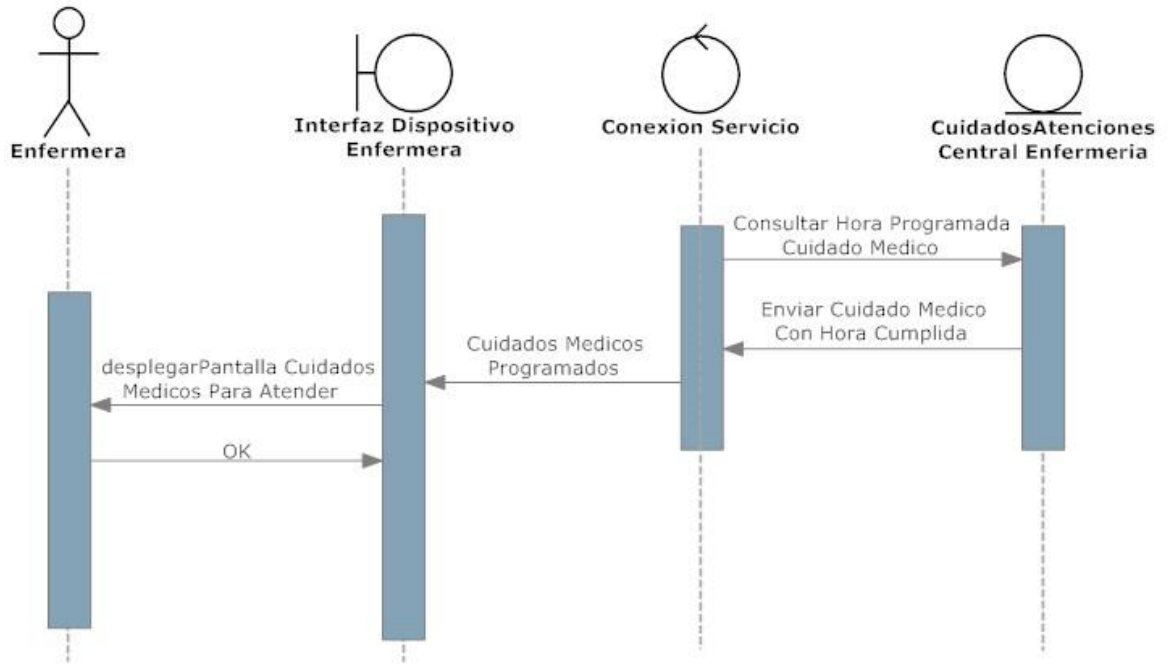 Enfermera
Interfaz Dispositivo
Enfermera
Conexion Servicio
CuidadosAtenciones
Central Enfermeria
Consultar Hora Programada
Cuidado Medico
Enviar Cuidado Medico
Con Hora Cumplida
Cuidados Medicos
Programados
desplegarPantalla Cuidados
Medicos Para Atender
OK